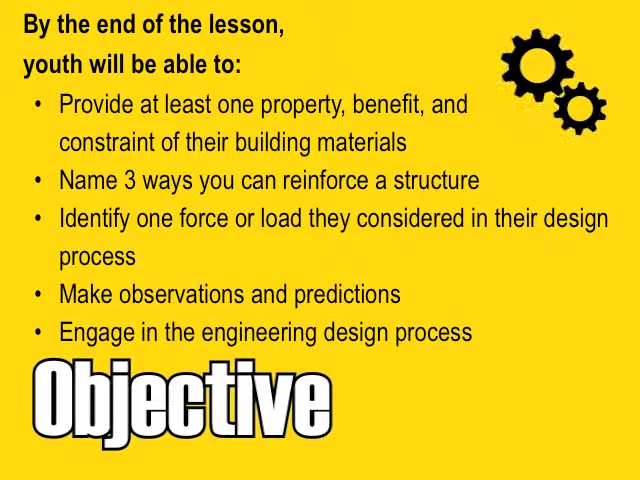 By the end of the lesson,
youth will be able to:
• Provide at least one property, benefit, and
constraint of their building materials
• Name 3 ways you can reinforce a structure
• Identify one force or load they considered in their design
process
• Make observations and predictions
• Engage in the engineering design process
Objective